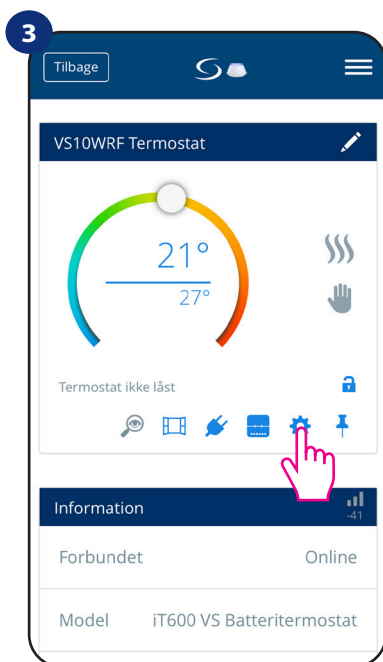 3
Tilbage
VS10WRF Termostat
21°
27°
Termostat ikke låst
Information
-41
Forbundet Online
Model iT600 VS Batteritermostat